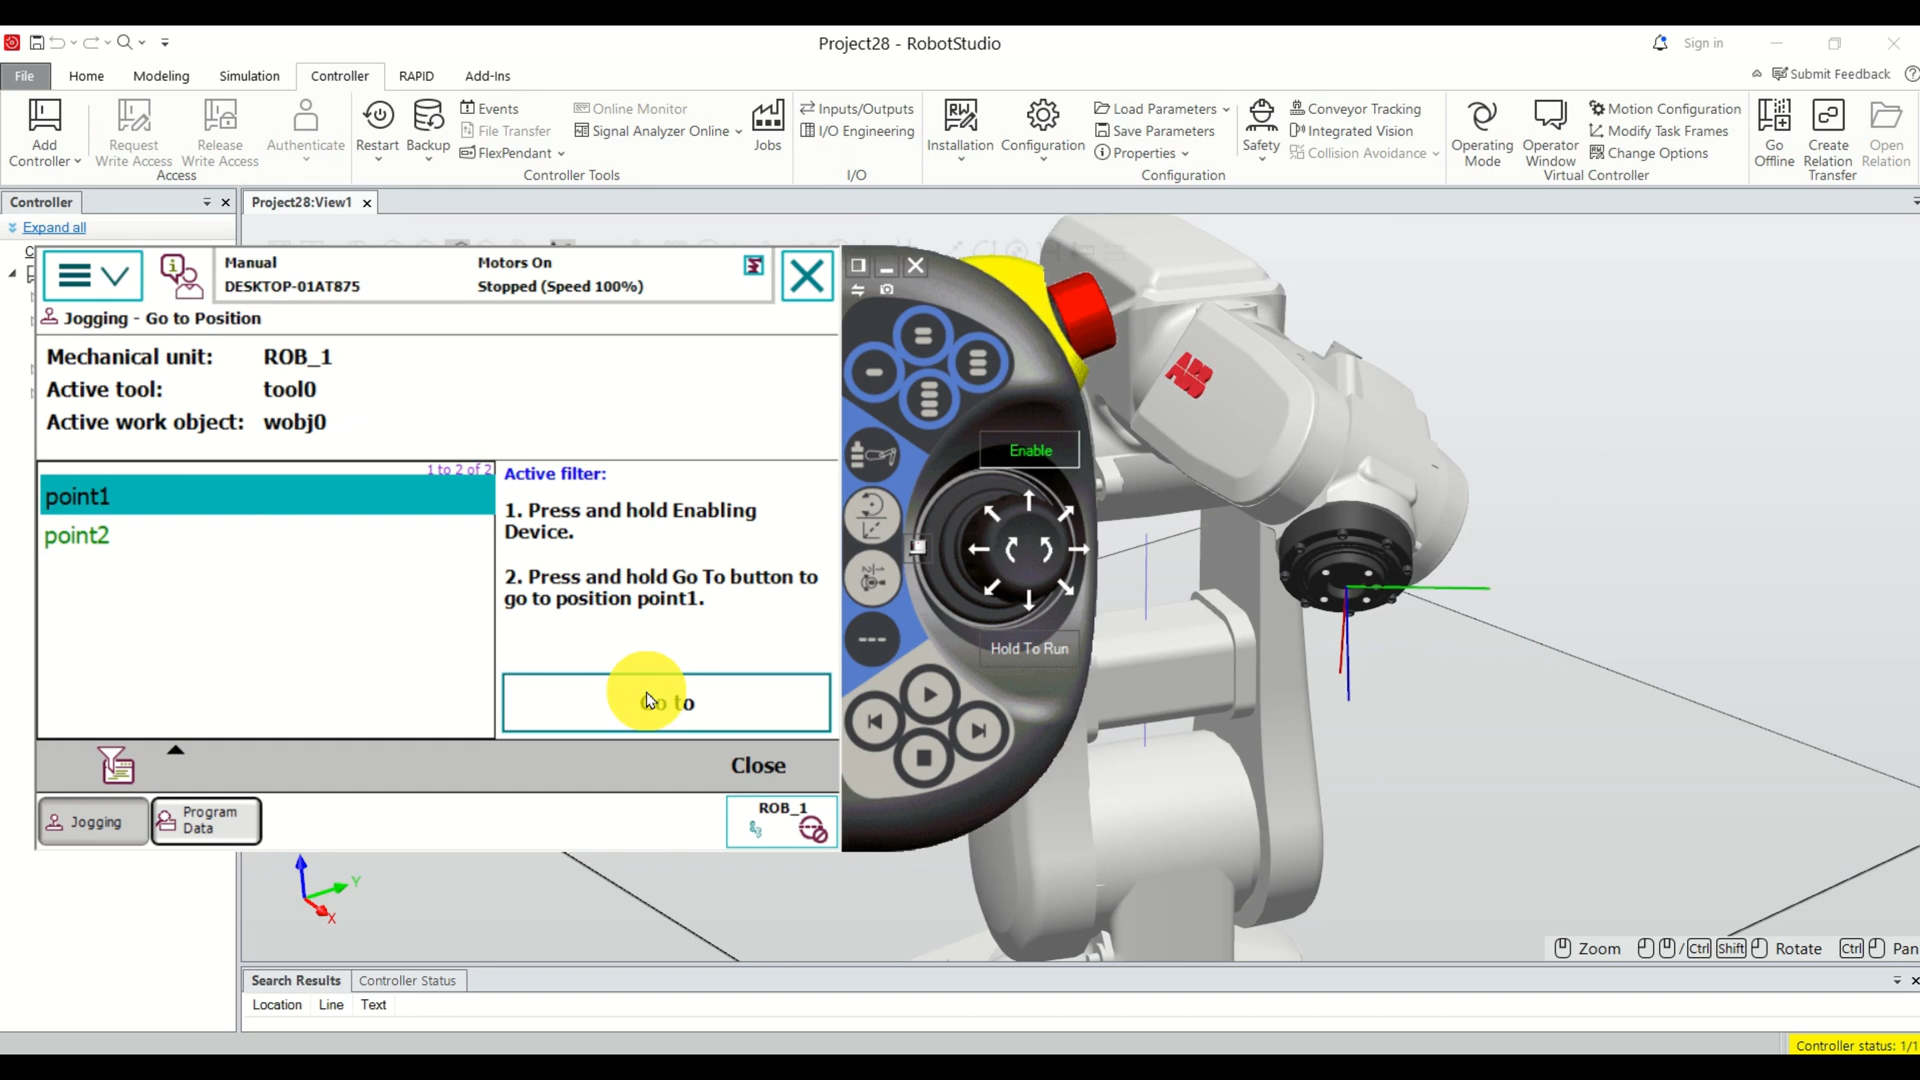 Project28 - RobotStudio
Sign in
File Home Modeling Simulation Controller RAPID Add-Ins
Submit Feedback
Add Controller
Request Write Access
Release Write Access
Authenticate
Access
Restart
Backup
Events
File Transfer
FlexPendant
Online Monitor
Signal Analyzer Online
Jobs
Controller Tools
Inputs/Outputs
I/O Engineering
I/O
Installation
Configuration
Load Parameters
Save Parameters
Properties
Safety
Conveyor Tracking
Integrated Vision
Collision Avoidance
Configuration
Operating Mode
Operator Window
Motion Configuration
Modify Task Frames
Change Options
Virtual Controller
Go Offline
Create Relation
Open Relation
Transfer
Controller
Project28:View1
Expand all
Manual
DESKTOP-01AT875
Motors On
Stopped (Speed 100%)
Jogging - Go to Position
Mechanical unit: ROB_1
Active tool: tool0
Active work object: wobj0
1 to 2 of 2
point1
point2
Active filter:
1. Press and hold Enabling
Device.
2. Press and hold Go To button to
go to position point1.
Go to
Close
Jogging
Program Data
ROB_1
Enable
Hold To Run
ABB
Y
X
Zoom
/ Ctrl Shift Rotate
Ctrl Pan
Search Results
Controller Status
Location Line Text
Controller status: 1/1